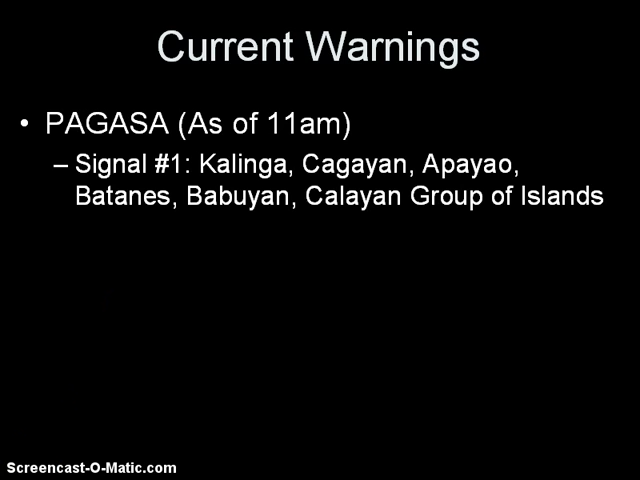 Current Warnings
• PAGASA (As of 11am)
– Signal #1: Kalinga, Cagayan, Apayao,
Batanes, Babuyan, Calayan Group of Islands
Screencast-O-Matic.com